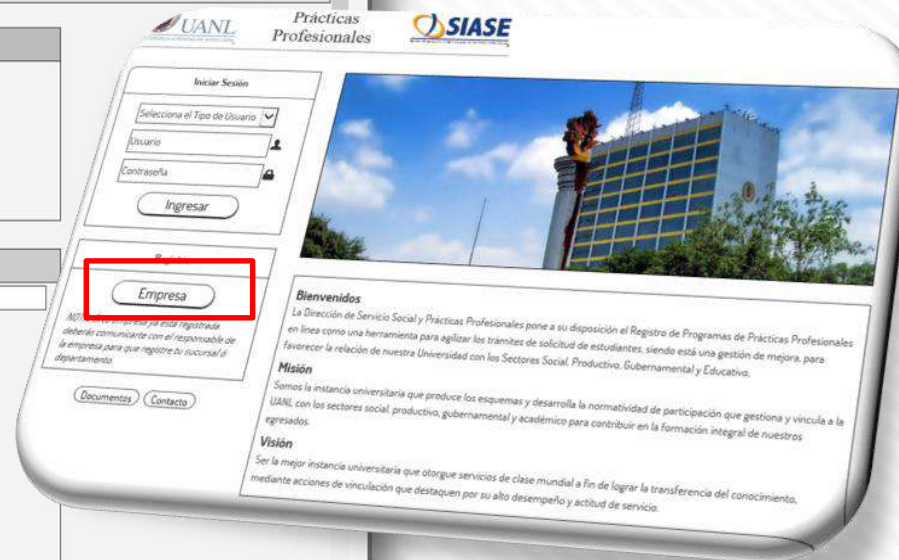 UANL
Prácticas
Profesionales
SIASE
Iniciar Sesión
Selecciona el Tipo de Usuario
Usuario
Contraseña
Ingresar
Empresa
empresa ya está registrada
deberás comunicarte con el responsable de
la empresa para que registre tu sucursal ó
departamento.
Documentos
Contacto
Bienvenidos
La Dirección de Servicio Social y Prácticas Profesionales pone a su disposición el Registro de Programas de Prácticas Profesionales
en línea como una herramienta para agilizar los trámites de solicitud de estudiantes, siendo está una gestión de mejora, para
favorecer la relación de nuestra Universidad con los Sectores Social, Productivo, Gubernamental y Educativo.
Misión
Somos la instancia universitaria que produce los esquemas y desarrolla la normatividad de participación que gestiona y vincula a la
UANL con los sectores social, productivo, gubernamental y académico para contribuir en la formación integral de nuestros
egresados.
Visión
Ser la mejor instancia universitaria que otorgue servicios de clase mundial a fin de lograr la transferencia del conocimiento,
mediante acciones de vinculación que destaquen por su alto desempeño y actitud de servicio.